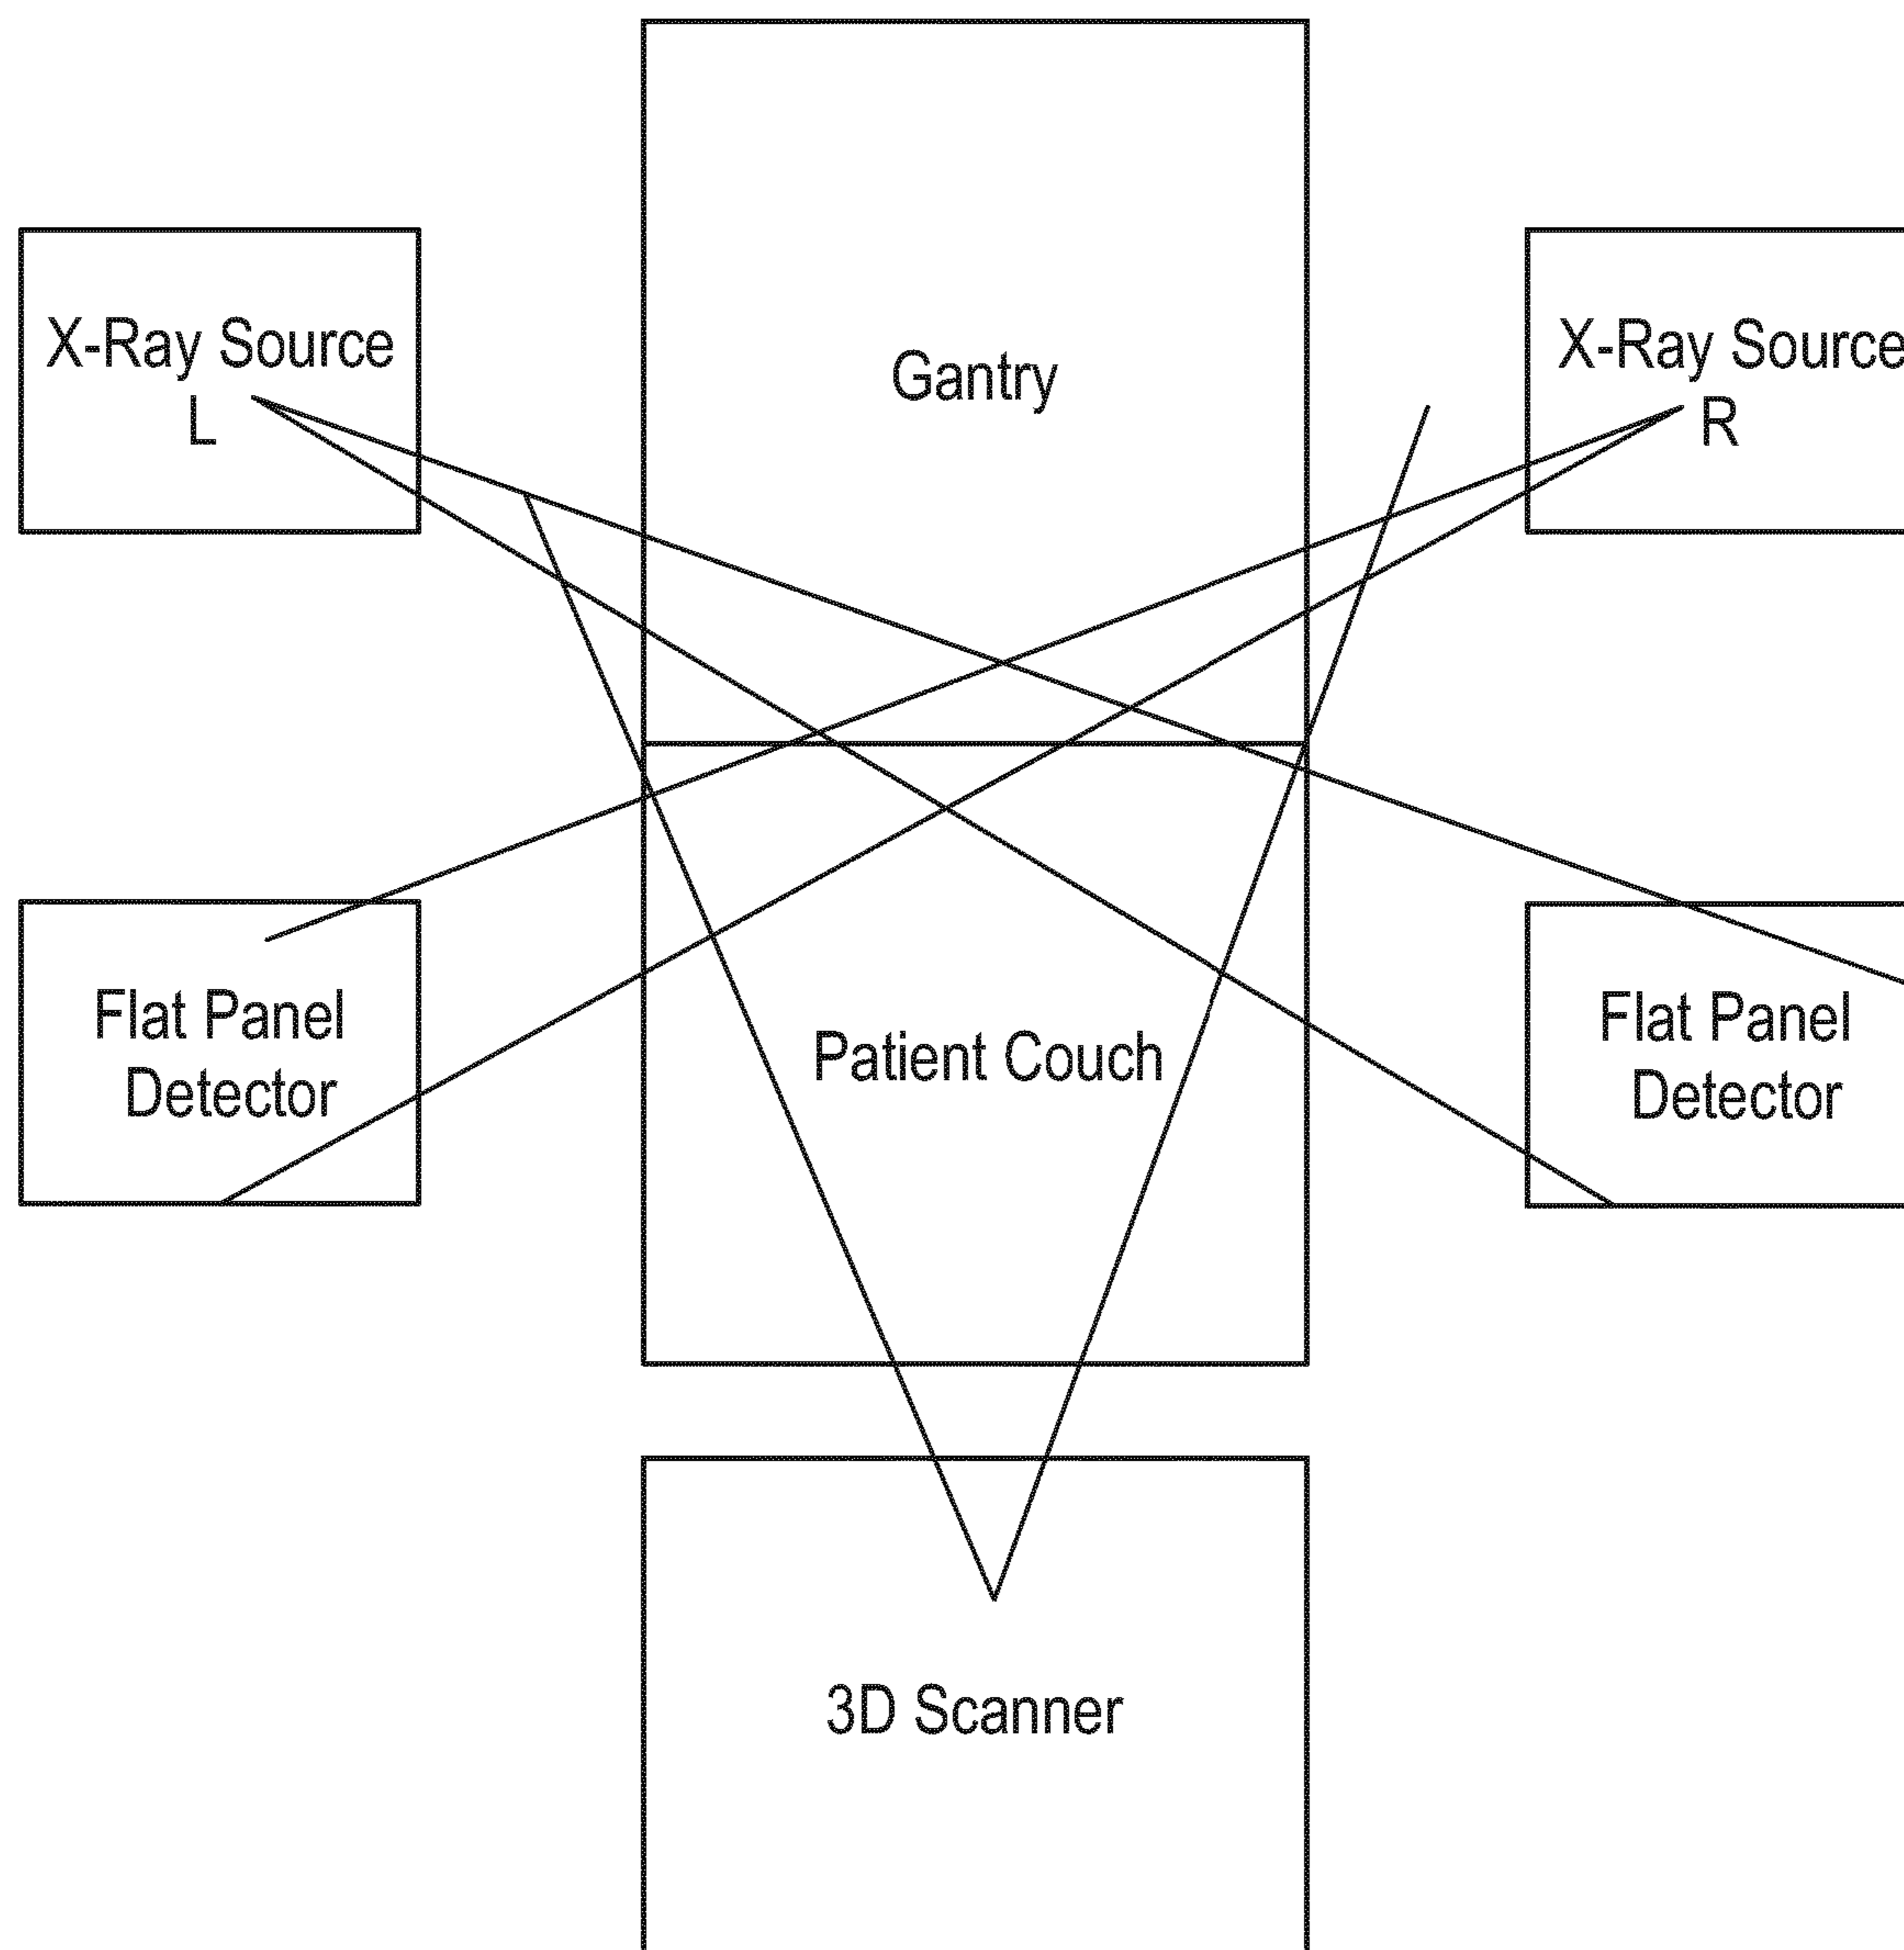 X-Ray Source
L
Gantry
X-Ray Source
R
Flat Panel
Detector
Patient Couch
Flat Panel
Detector
3D Scanner